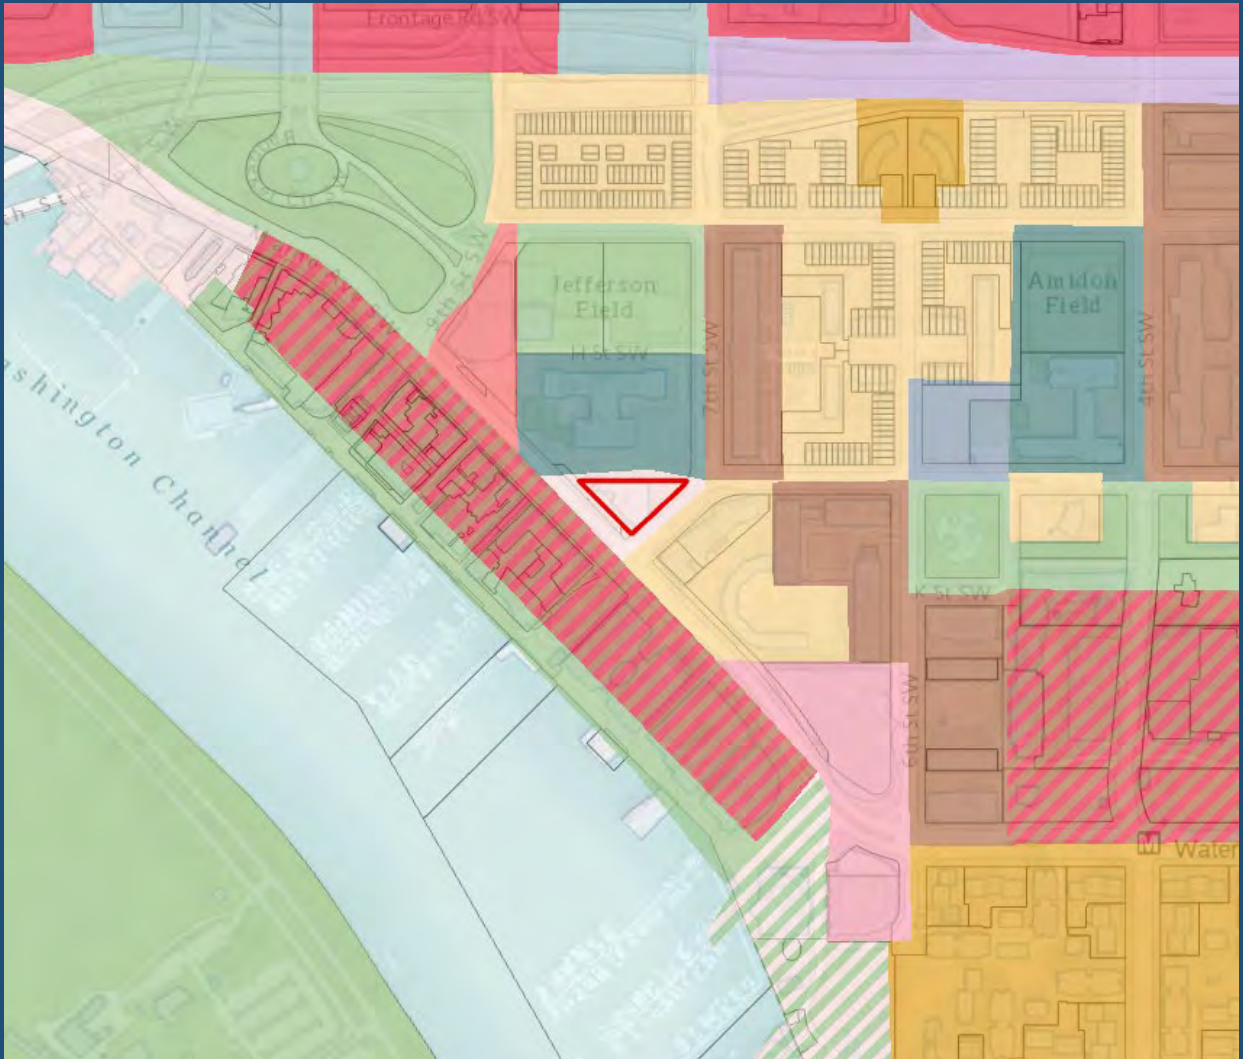 Frontage Rd SW
9th St SW
Jefferson
Field
H St SW
7th St SW
Amidon
Field
4th St SW
ashington Channel
K St SW
6th St SW
M
Water